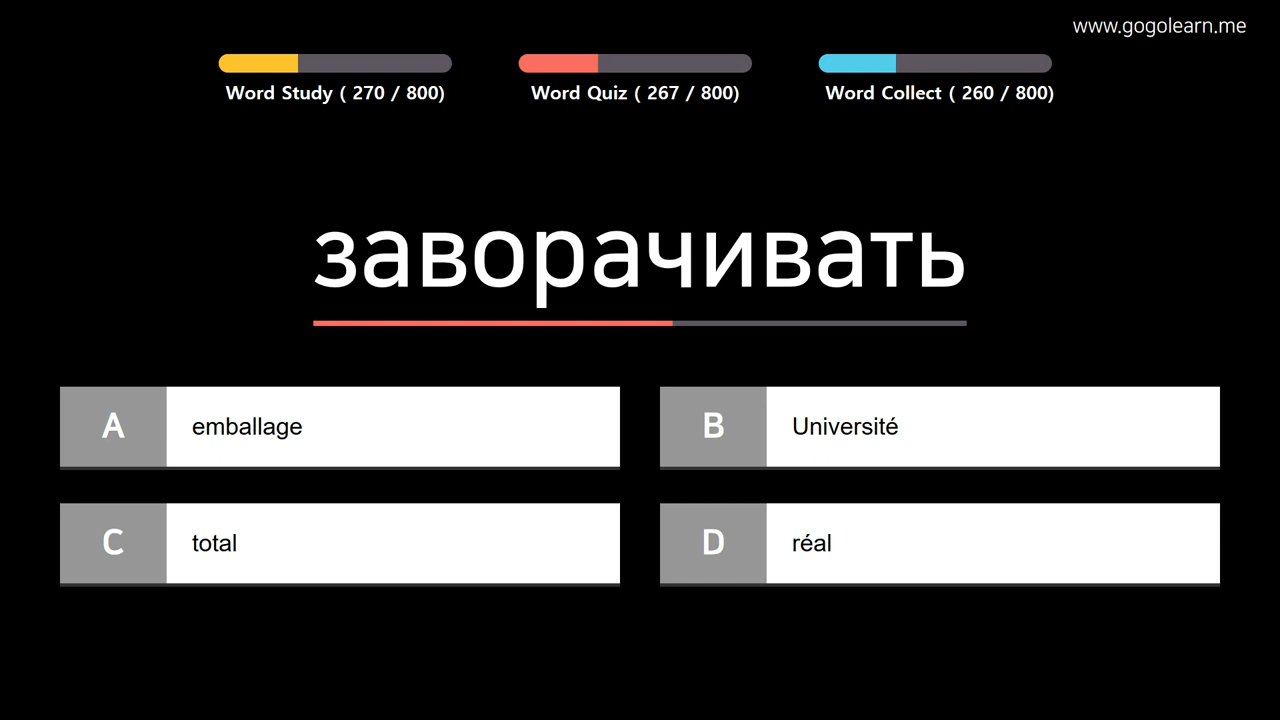 www.gogolearn.me
Word Study ( 270 / 800)
Word Quiz ( 267 / 800)
Word Collect ( 260 / 800)
заворачивать
A emballage
B Université
C total
D réal